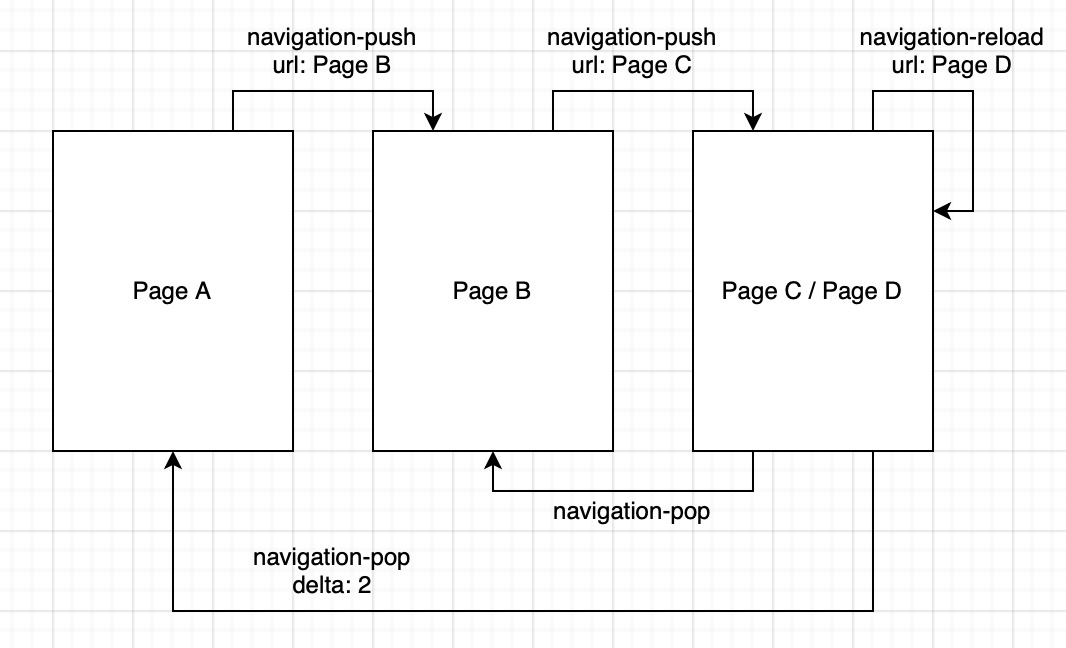 navigation-push
url: Page B
navigation-push
url: Page C
navigation-reload
url: Page D
Page A
Page B
Page C / Page D
navigation-pop
navigation-pop
delta: 2